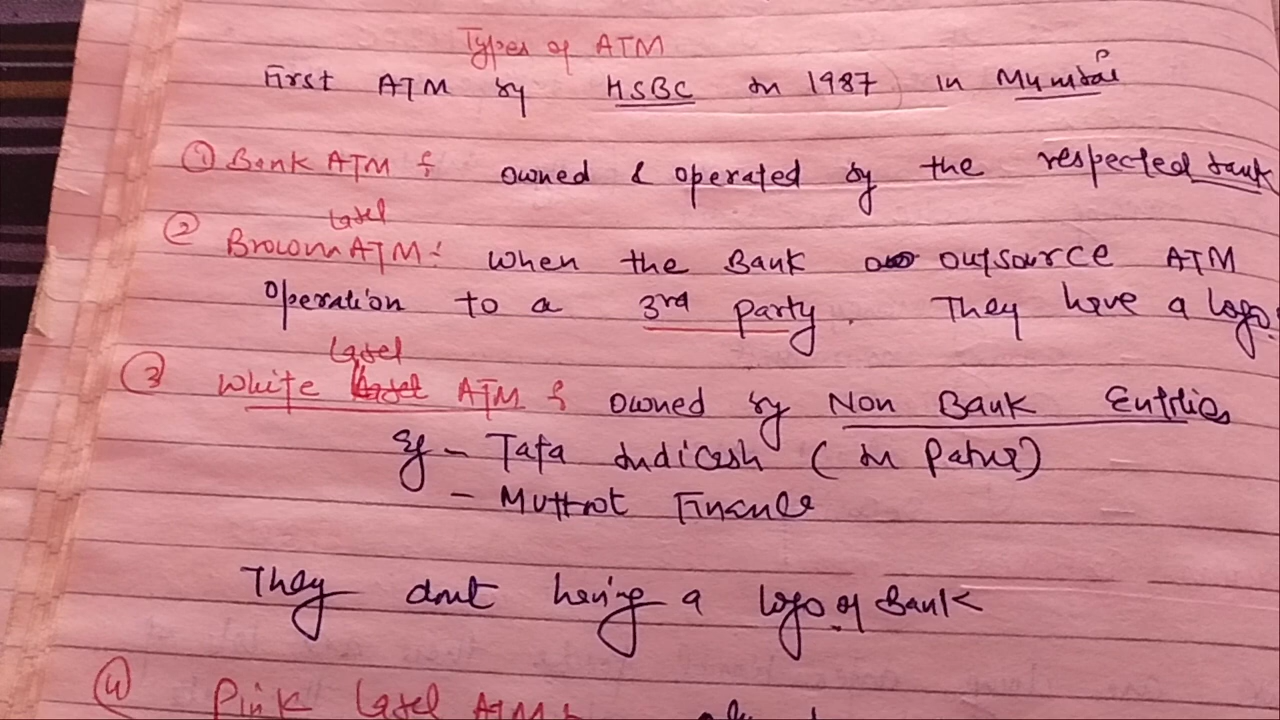 Types of ATM
First ATM by HSBC in 1987 in Mumbai
① Bank ATM : owned & operated by the respected bank
Label
② Brown ATM : when the Bank outsource ATM
operation to a 3rd party. They have a logo.
Label
③ White ATM : owned by Non Bank Entities
Eg - Tata Indicash (in Patna)
- Muttrot Finance
They dont having a logo of Bank
④ Pink Label ATM :